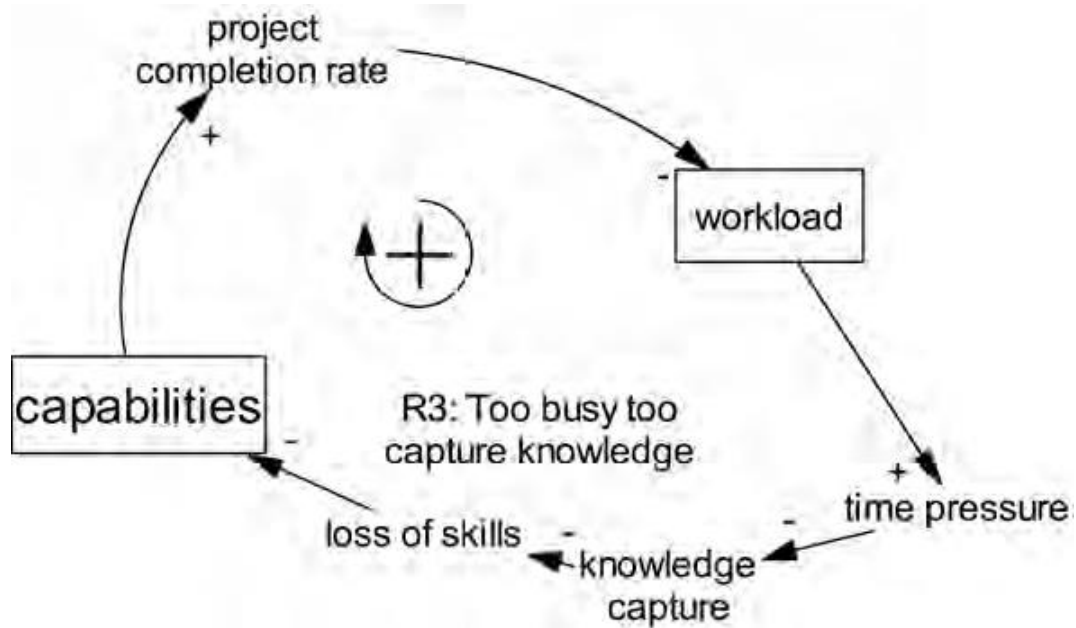 project
completion rate
+
-
workload
+
capabilities
R3: Too busy too
capture knowledge
-
+
time pressure
-
loss of skills
-
knowledge
capture